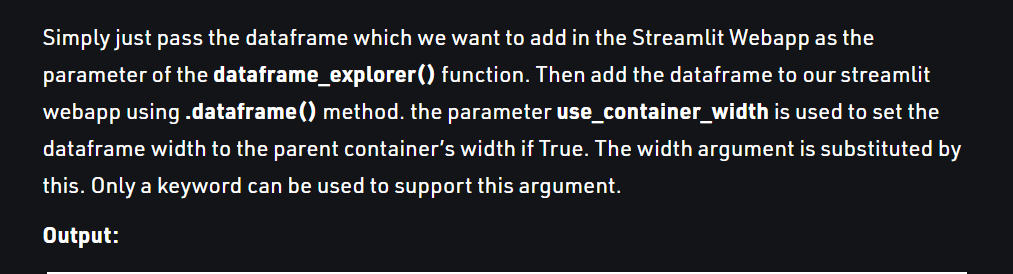 Simply just pass the dataframe which we want to add in the Streamlit Webapp as the
parameter of the dataframe_explorer() function. Then add the dataframe to our streamlit
webapp using .dataframe() method. the parameter use_container_width is used to set the
dataframe width to the parent container's width if True. The width argument is substituted by
this. Only a keyword can be used to support this argument.
Output: